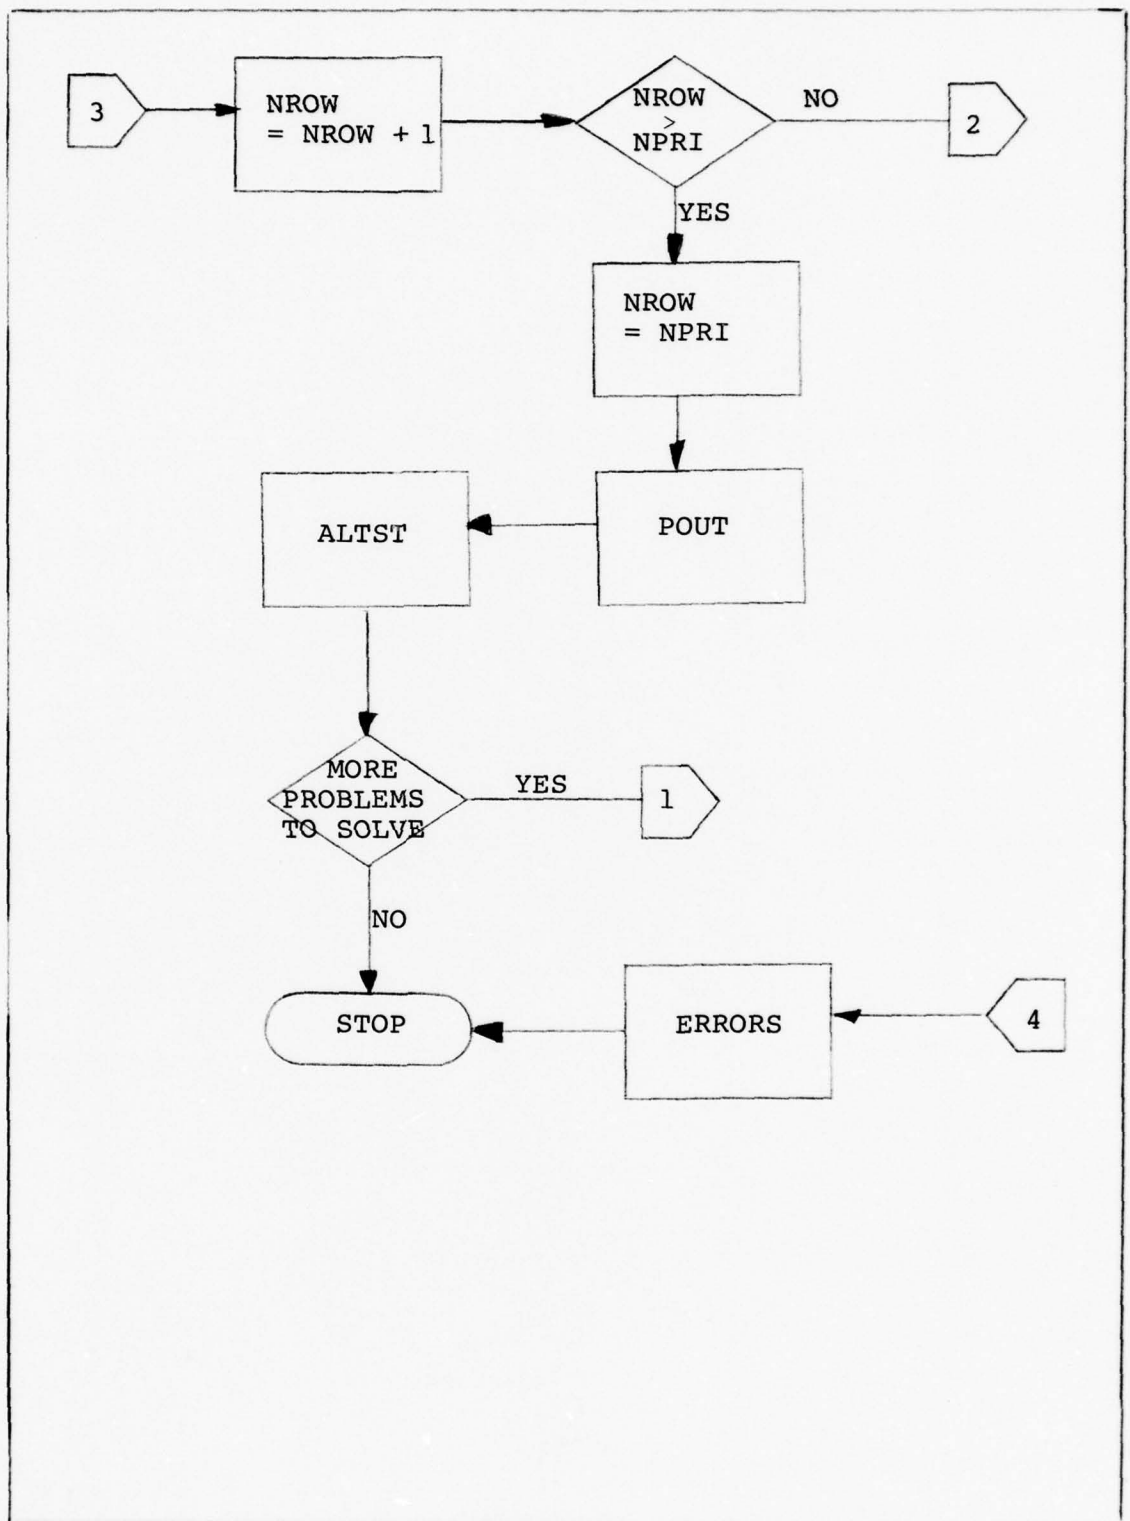 3
NROW
= NROW + 1
NROW
>
NPRI
NO
2
YES
NROW
= NPRI
ALTST
POUT
MORE
PROBLEMS
TO SOLVE
YES
1
NO
STOP
ERRORS
4